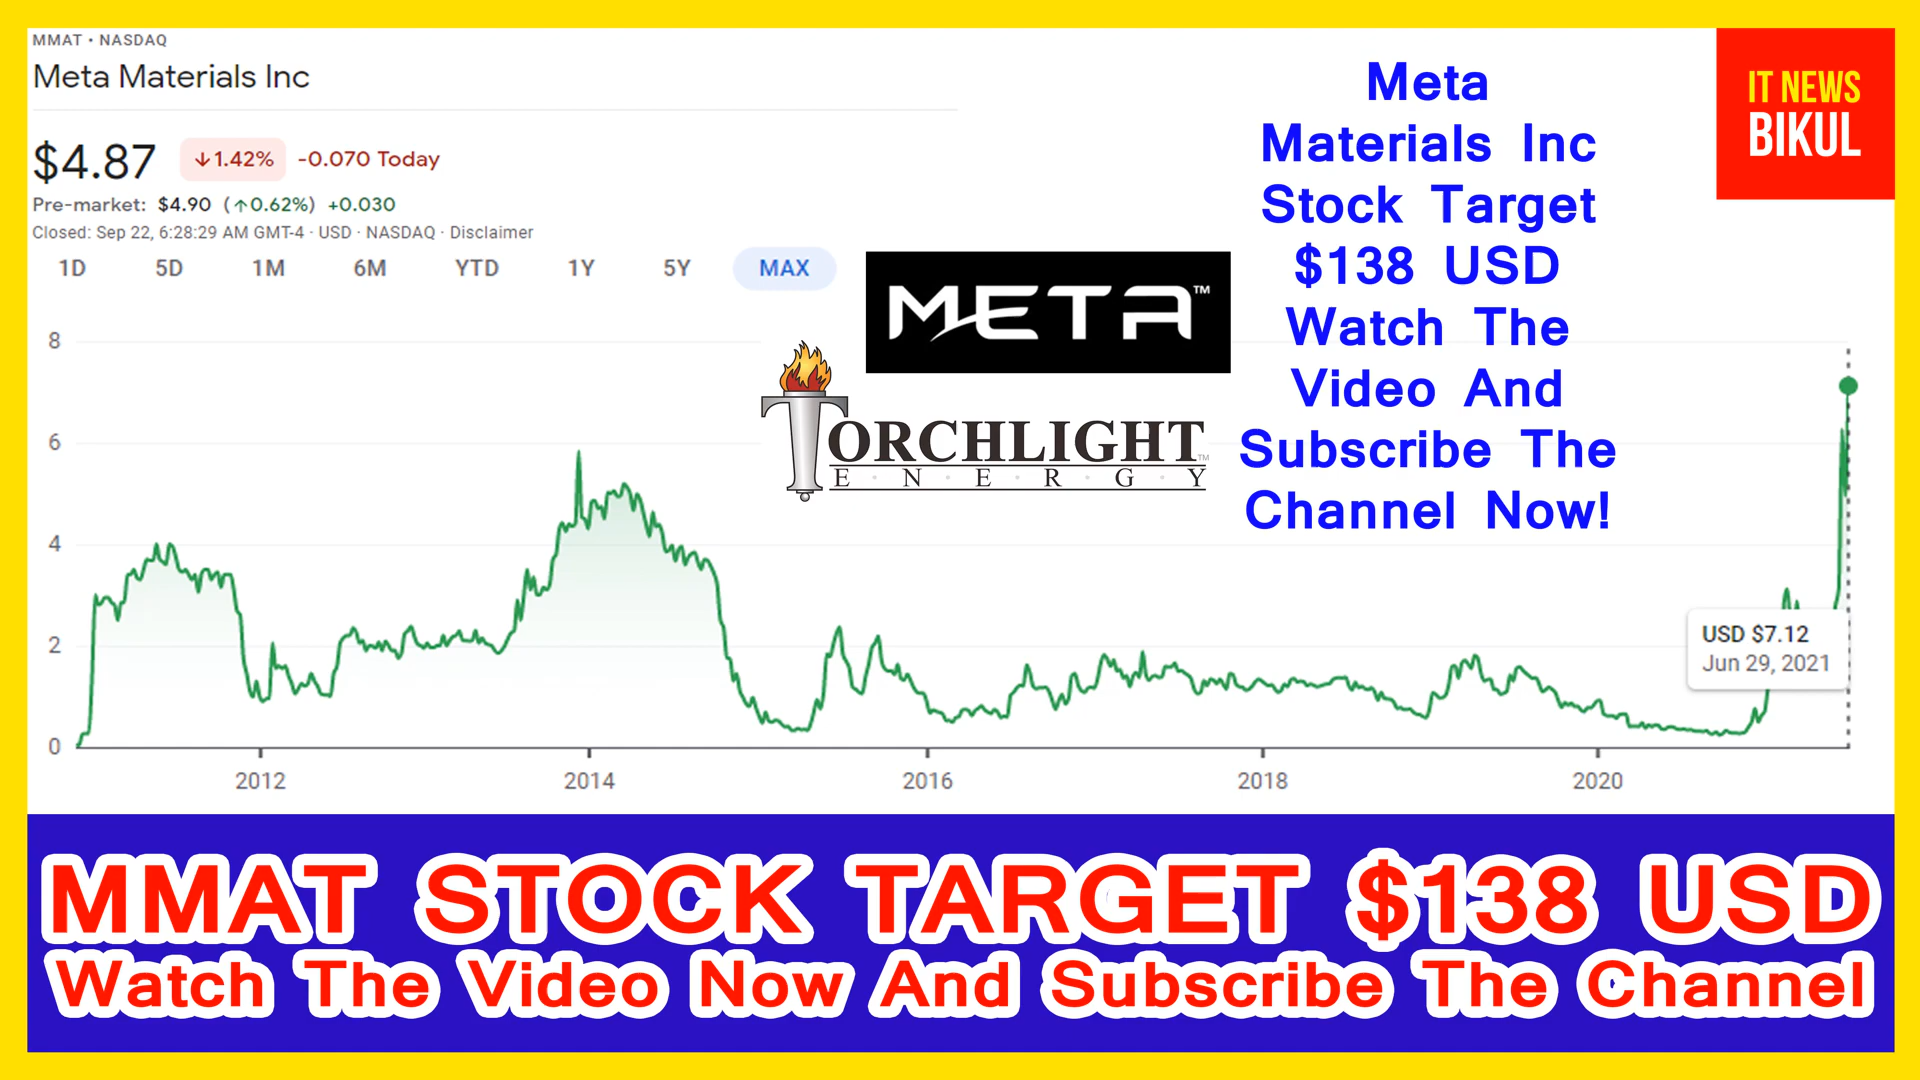 MMAT • NASDAQ
Meta Materials Inc
$4.87 ↓1.42% -0.070 Today
Pre-market: $4.90 (↑0.62%) +0.030
Closed: Sep 22, 6:28:29 AM GMT-4 · USD · NASDAQ · Disclaimer
1D 5D 1M 6M YTD 1Y 5Y MAX
8
6
4
2
0
2012 2014 2016 2018 2020
USD $7.12
Jun 29, 2021
META™
TORCHLIGHT™
E · N · E · R · G · Y
Meta
Materials Inc
Stock Target
$138 USD
Watch The
Video And
Subscribe The
Channel Now!
IT NEWS
BIKUL
MMAT STOCK TARGET $138 USD
Watch The Video Now And Subscribe The Channel